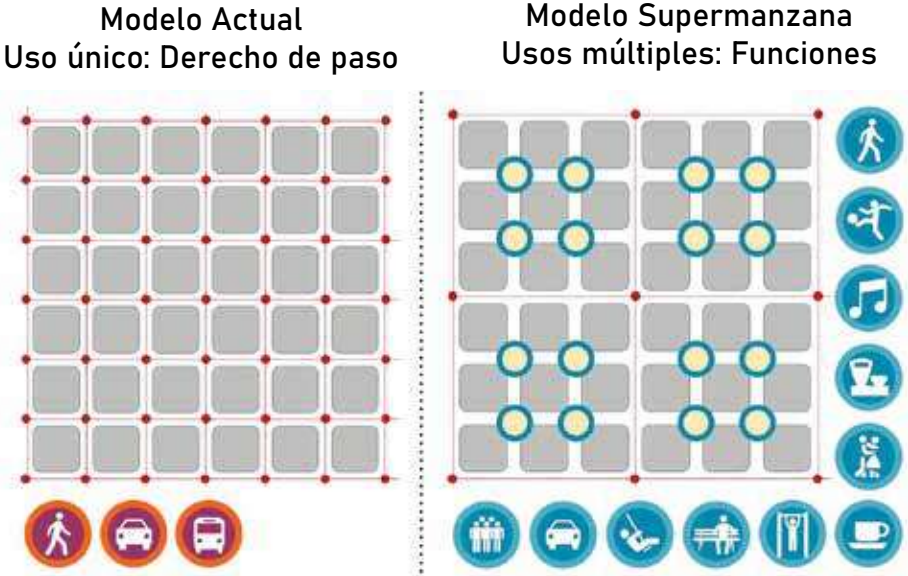 Modelo Actual
Uso único: Derecho de paso
Modelo Supermanzana
Usos múltiples: Funciones